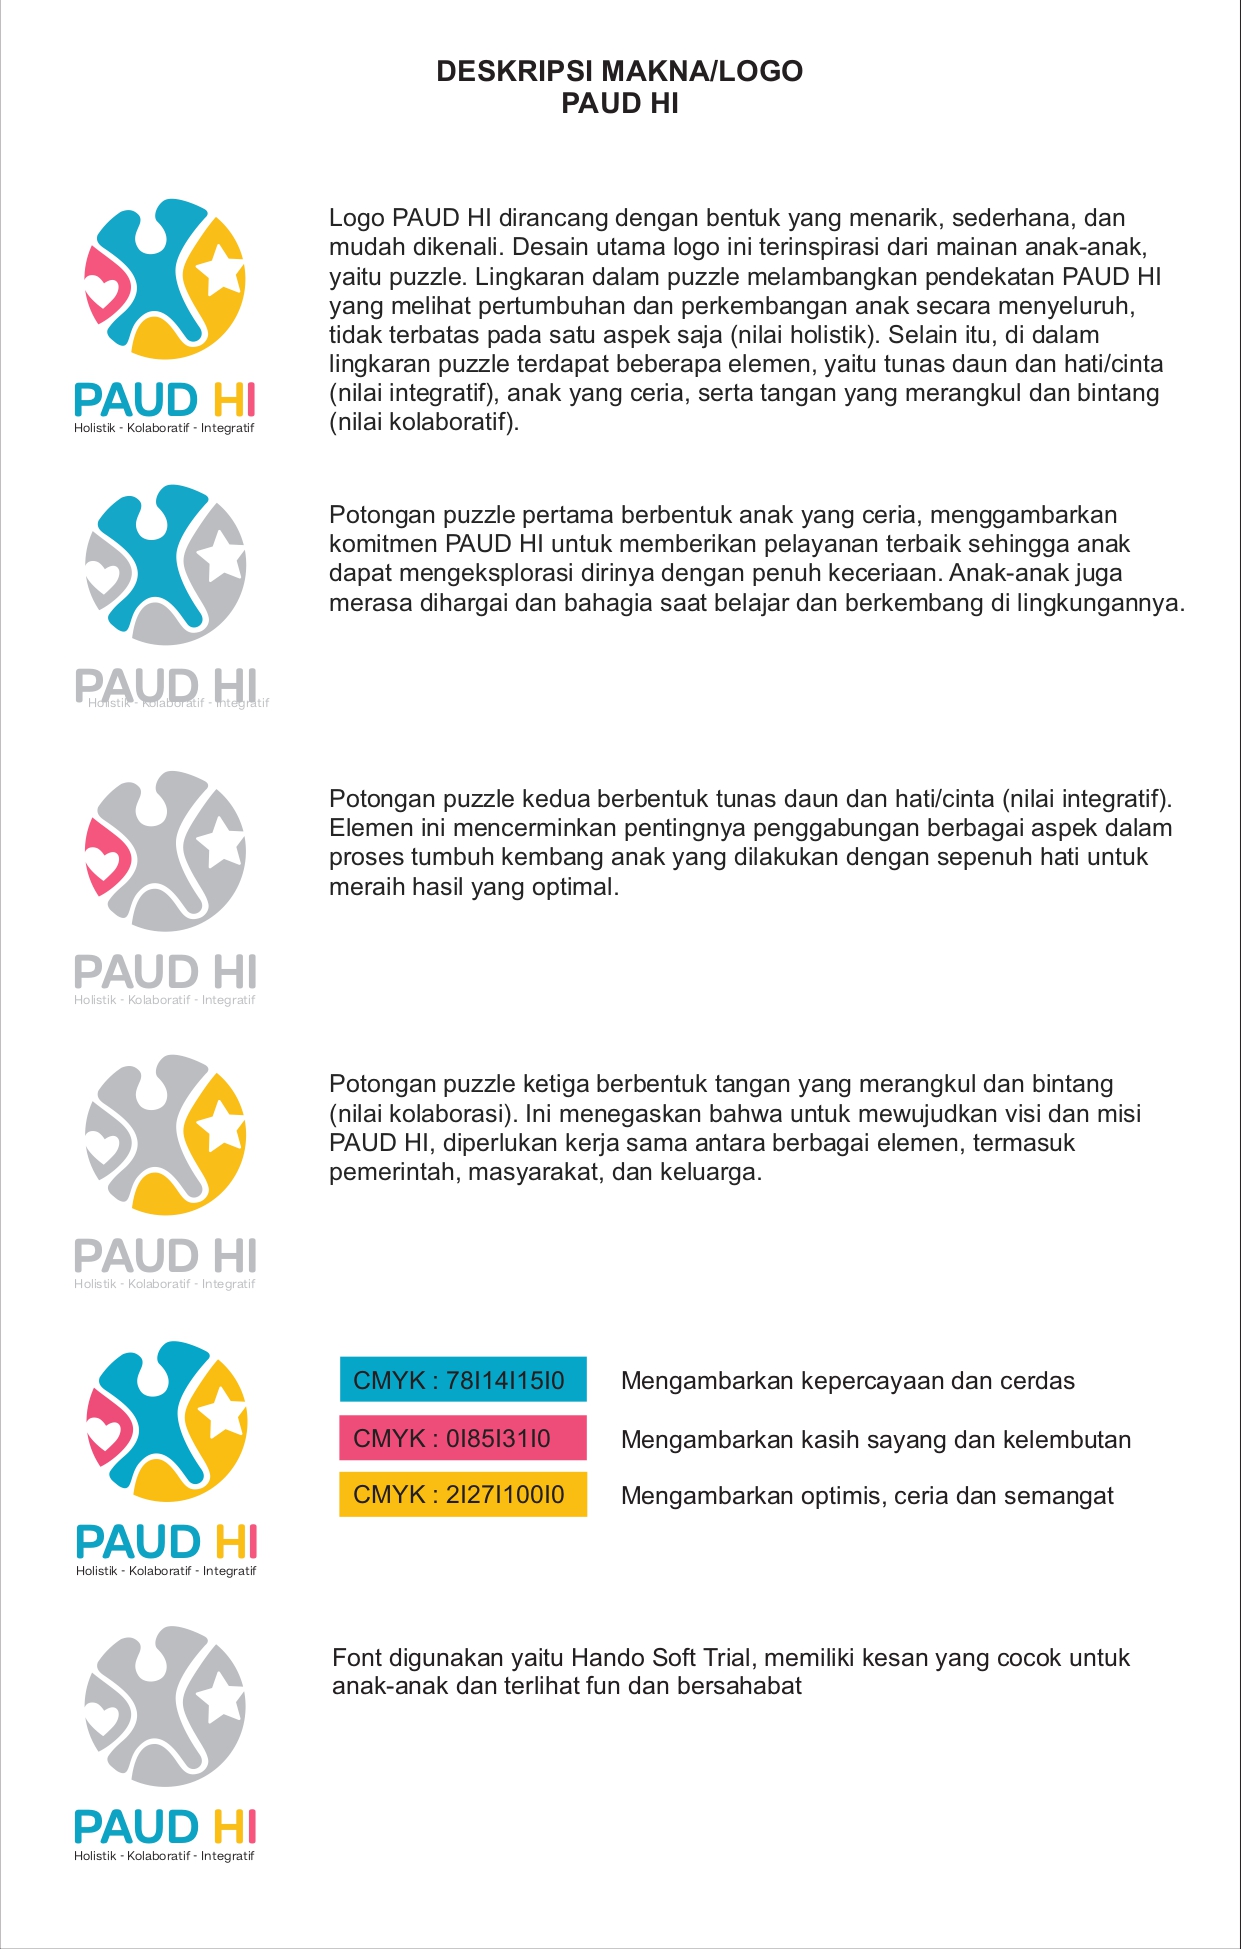 DESKRIPSI MAKNA/LOGO
PAUD HI
Logo PAUD HI dirancang dengan bentuk yang menarik, sederhana, dan
mudah dikenali. Desain utama logo ini terinspirasi dari mainan anak-anak,
yaitu puzzle. Lingkaran dalam puzzle melambangkan pendekatan PAUD HI
yang melihat pertumbuhan dan perkembangan anak secara menyeluruh,
tidak terbatas pada satu aspek saja (nilai holistik). Selain itu, di dalam
lingkaran puzzle terdapat beberapa elemen, yaitu tunas daun dan hati/cinta
(nilai integratif), anak yang ceria, serta tangan yang merangkul dan bintang
(nilai kolaboratif).
PAUD HI
Holistik - Kolaboratif - Integratif
Potongan puzzle pertama berbentuk anak yang ceria, menggambarkan
komitmen PAUD HI untuk memberikan pelayanan terbaik sehingga anak
dapat mengeksplorasi dirinya dengan penuh keceriaan. Anak-anak juga
merasa dihargai dan bahagia saat belajar dan berkembang di lingkungannya.
PAUD HI
Holistik - Kolaboratif - Integratif
Potongan puzzle kedua berbentuk tunas daun dan hati/cinta (nilai integratif).
Elemen ini mencerminkan pentingnya penggabungan berbagai aspek dalam
proses tumbuh kembang anak yang dilakukan dengan sepenuh hati untuk
meraih hasil yang optimal.
PAUD HI
Holistik - Kolaboratif - Integratif
Potongan puzzle ketiga berbentuk tangan yang merangkul dan bintang
(nilai kolaborasi). Ini menegaskan bahwa untuk mewujudkan visi dan misi
PAUD HI, diperlukan kerja sama antara berbagai elemen, termasuk
pemerintah, masyarakat, dan keluarga.
PAUD HI
Holistik - Kolaboratif - Integratif
CMYK : 78I14I15I0 Mengambarkan kepercayaan dan cerdas
CMYK : 0I85I31I0 Mengambarkan kasih sayang dan kelembutan
CMYK : 2I27I100I0 Mengambarkan optimis, ceria dan semangat
PAUD HI
Holistik - Kolaboratif - Integratif
Font digunakan yaitu Hando Soft Trial, memiliki kesan yang cocok untuk
anak-anak dan terlihat fun dan bersahabat
PAUD HI
Holistik - Kolaboratif - Integratif